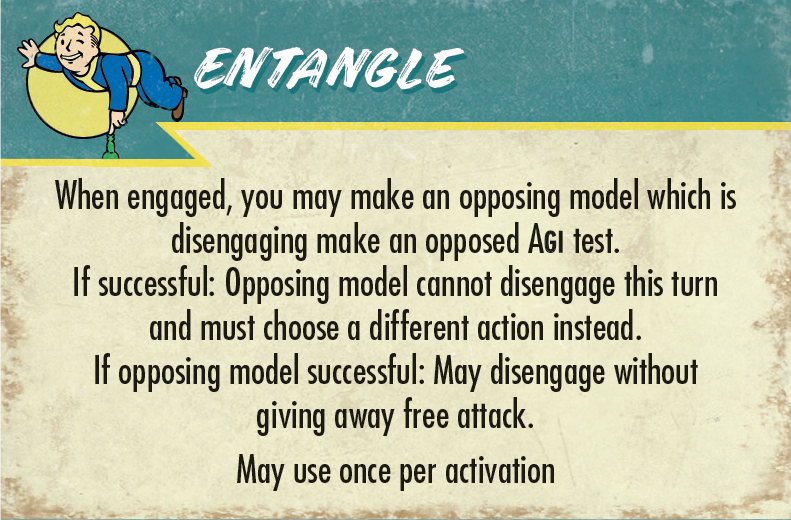 ENTANGLE
When engaged, you may make an opposing model which is
disengaging make an opposed AGI test.
If successful: Opposing model cannot disengage this turn
and must choose a different action instead.
If opposing model successful: May disengage without
giving away free attack.
May use once per activation